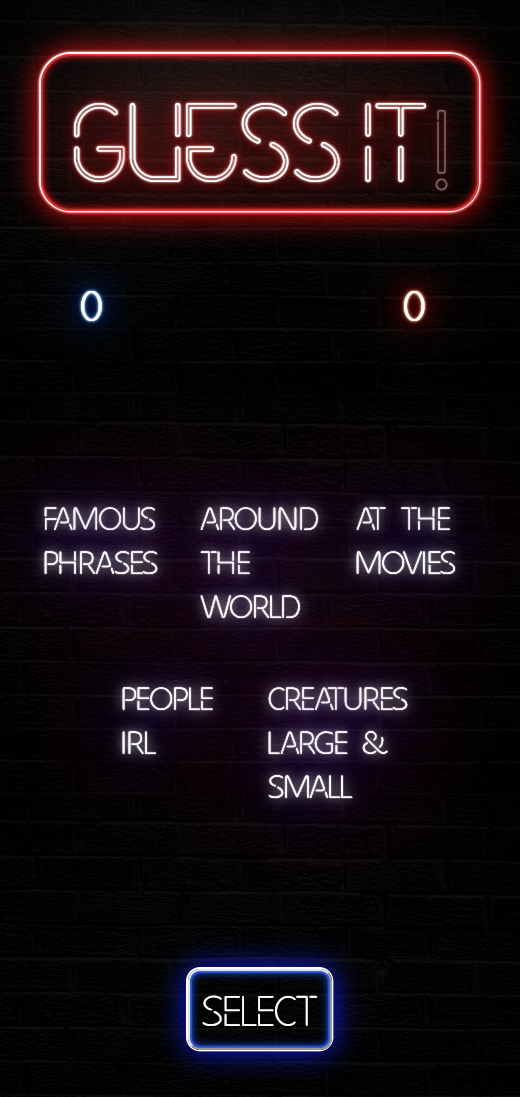 GUESS IT!
0 0
FAMOUS PHRASES
AROUND THE WORLD
AT THE MOVIES
PEOPLE IRL
CREATURES LARGE & SMALL
SELECT